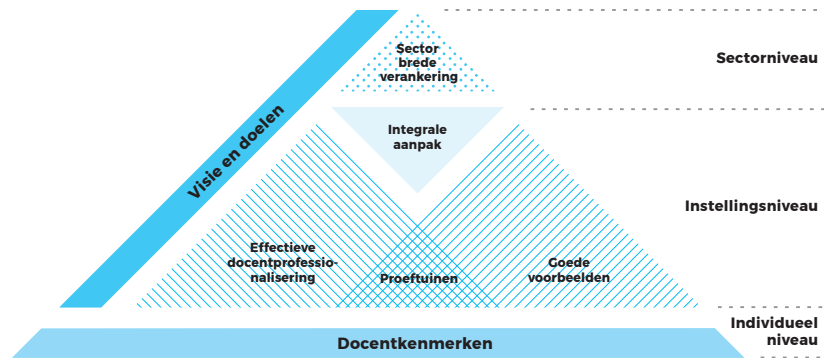 Sector
brede
verankering
Sectorniveau
Visie en doelen
Integrale
aanpak
Instellingsniveau
Effectieve
docentprofessio-
nalisering
Proeftuinen
Goede
voorbeelden
Individueel
niveau
Docentkenmerken